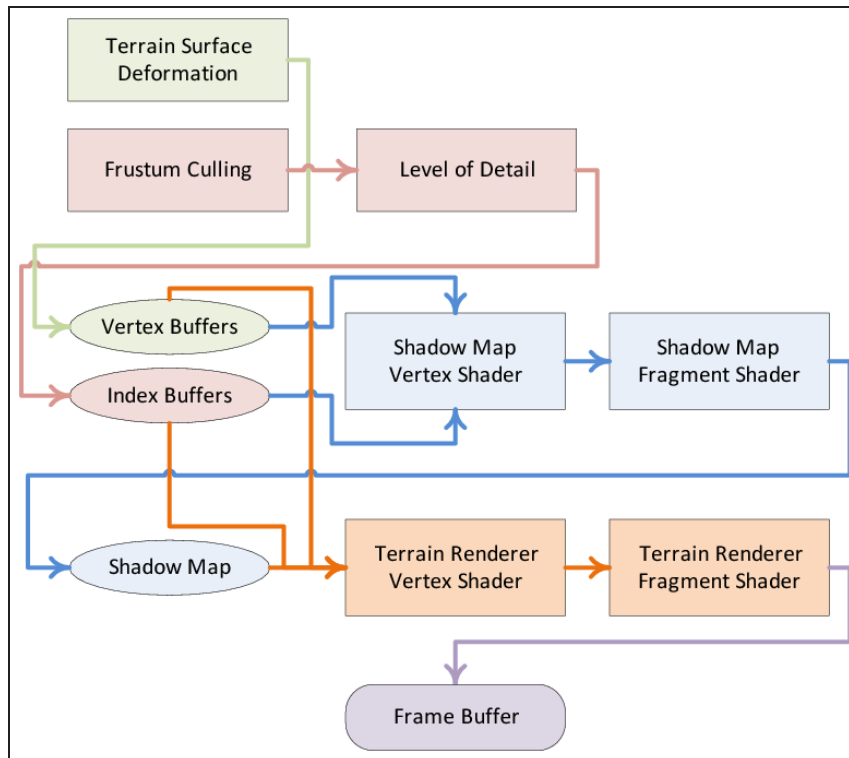 Terrain Surface
Deformation
Frustum Culling
Level of Detail
Vertex Buffers
Shadow Map
Vertex Shader
Shadow Map
Fragment Shader
Index Buffers
Shadow Map
Terrain Renderer
Vertex Shader
Terrain Renderer
Fragment Shader
Frame Buffer